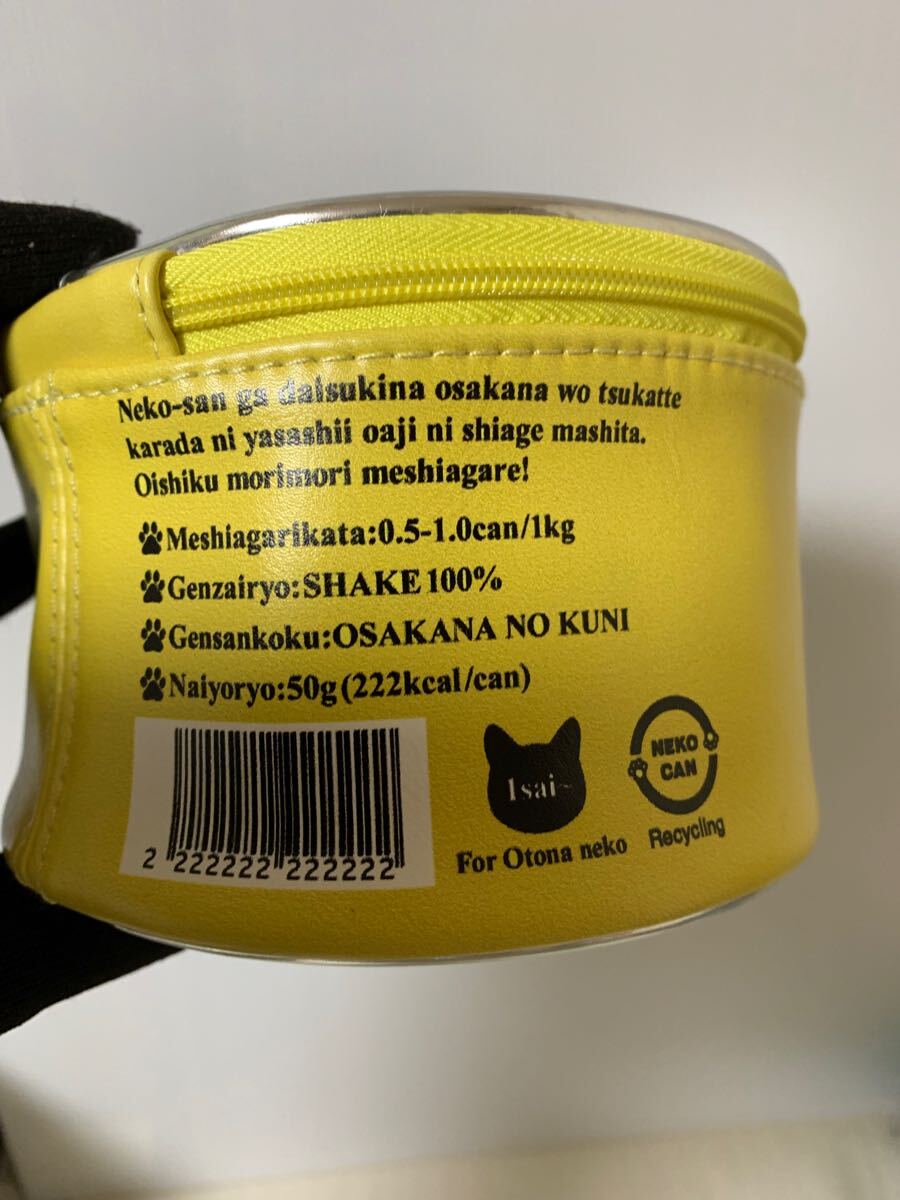 Neko-san ga daisukina osakana wo tsukatte
karada ni yasashii oaji ni shiage mashita.
Oishiku morimori meshiagare!
Meshiagarikata:0.5-1.0can/1kg
Genzairyo:SHAKE 100%
Gensankoku:OSAKANA NO KUNI
Naiyoryo:50g(222kcal/can)
2 222222 222222
1sai~
For Otona neko
NEKO
CAN
Recycling